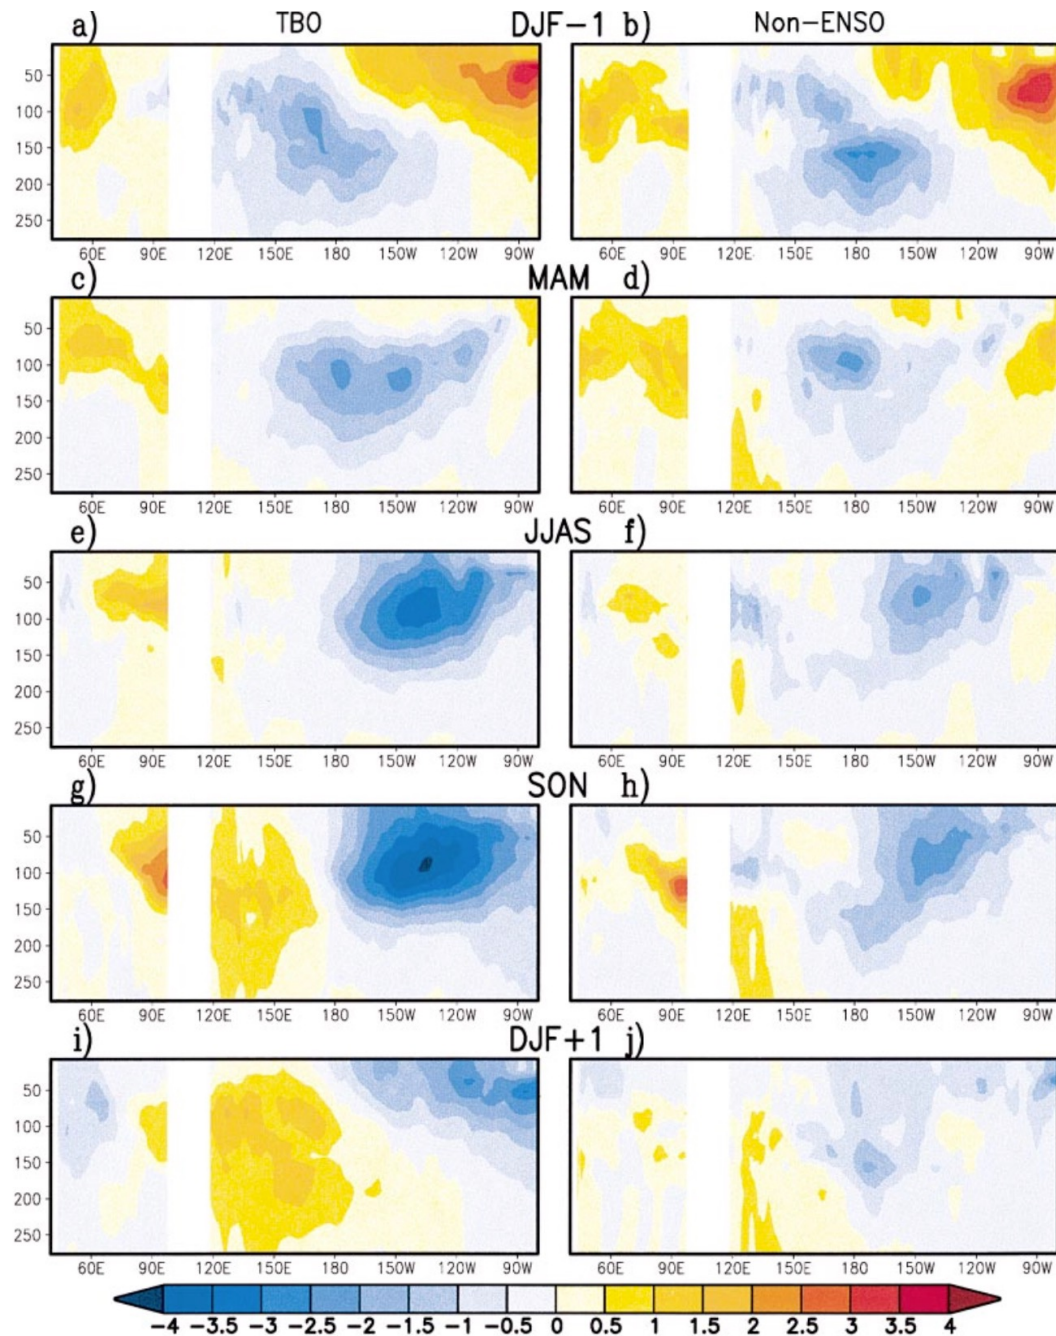 a) TBO DJF−1 b) Non−ENSO
50 100 150 200 250
60E 90E 120E 150E 180 150W 120W 90W 60E 90E 120E 150E 180 150W 120W 90W
c) MAM d)
50 100 150 200 250
60E 90E 120E 150E 180 150W 120W 90W 60E 90E 120E 150E 180 150W 120W 90W
e) JJAS f)
50 100 150 200 250
60E 90E 120E 150E 180 150W 120W 90W 60E 90E 120E 150E 180 150W 120W 90W
g) SON h)
50 100 150 200 250
60E 90E 120E 150E 180 150W 120W 90W 60E 90E 120E 150E 180 150W 120W 90W
i) DJF+1 j)
50 100 150 200 250
60E 90E 120E 150E 180 150W 120W 90W 60E 90E 120E 150E 180 150W 120W 90W
−4 −3.5 −3 −2.5 −2 −1.5 −1 −0.5 0 0.5 1 1.5 2 2.5 3 3.5 4